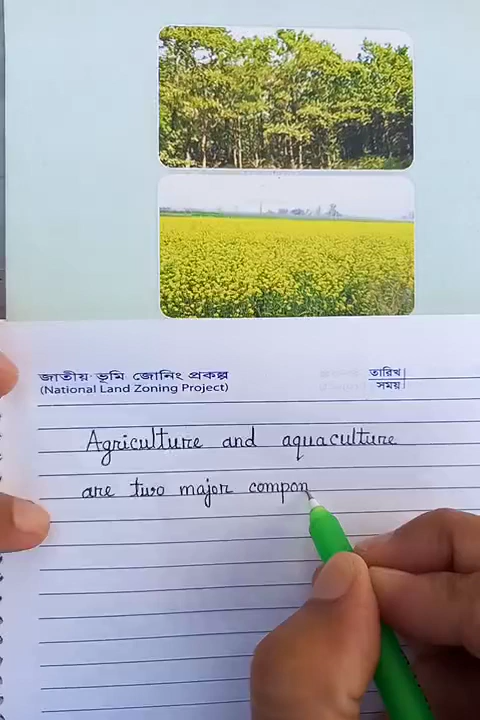 জাতীয় ভূমি জোনিং প্রকল্প
(National Land Zoning Project)
তারিখ
সময়
Agriculture and aquaculture
are two major compon